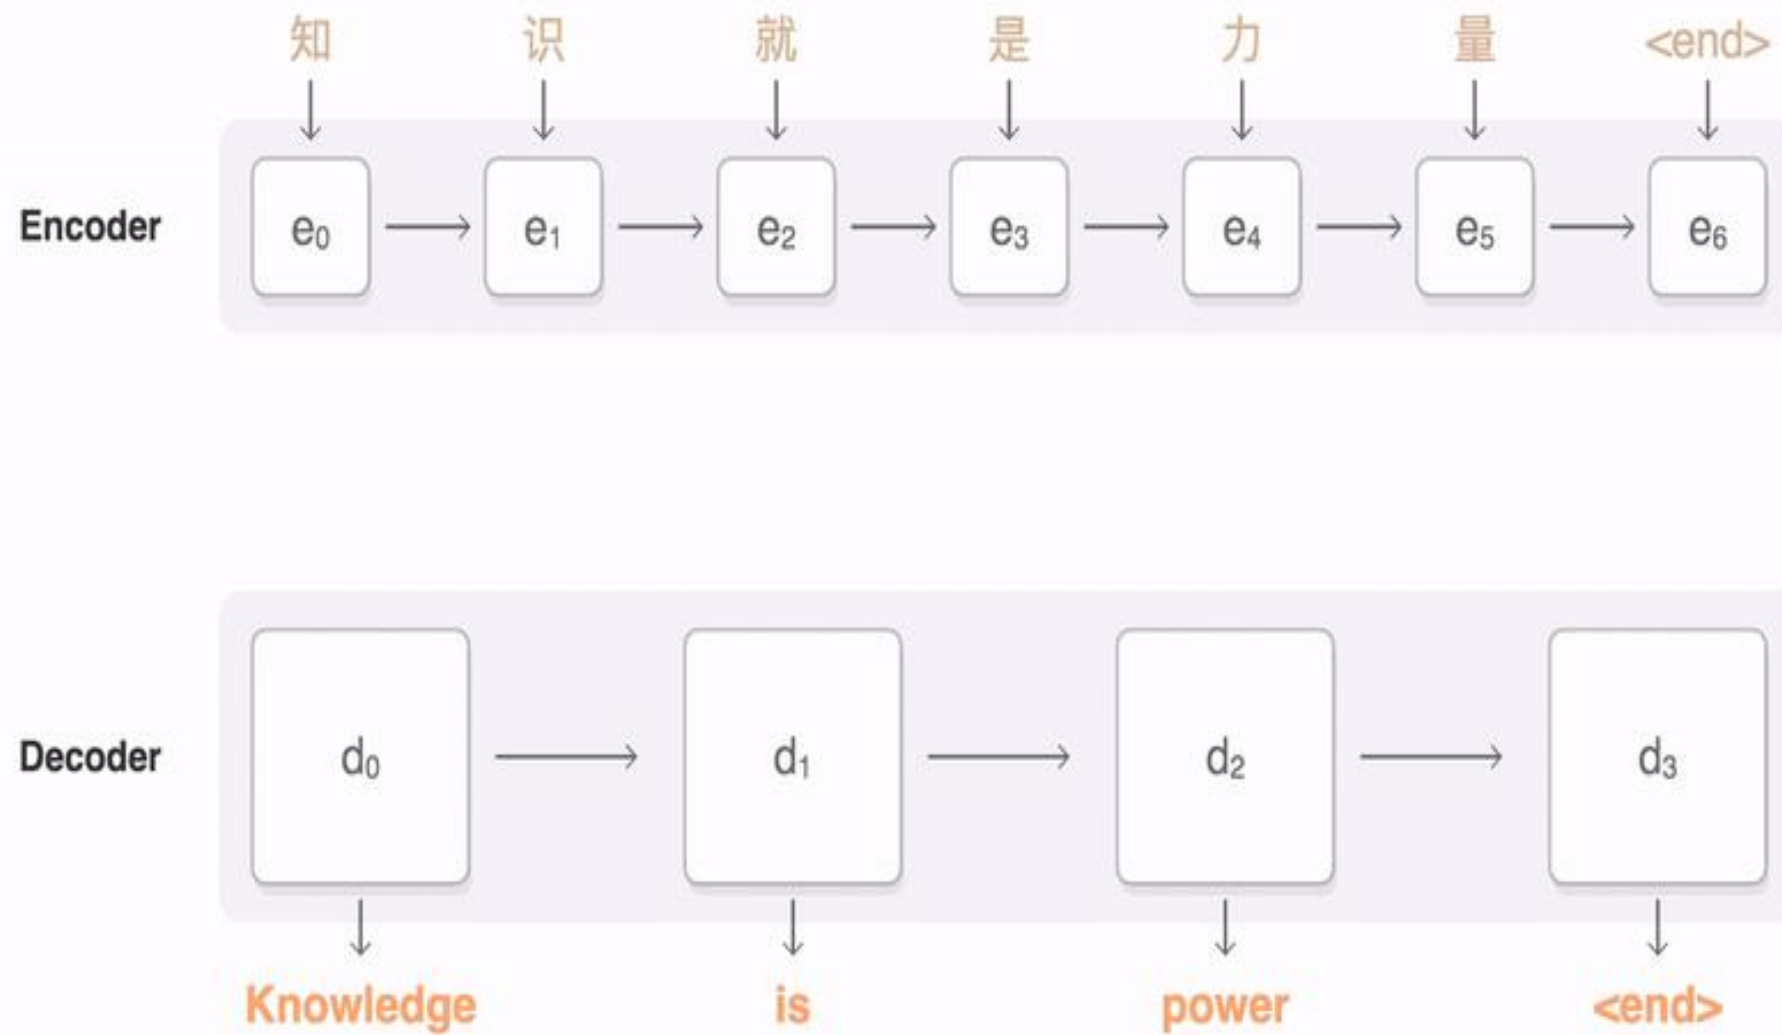 知 识 就 是 力 量 <end>
Encoder e₀ e₁ e₂ e₃ e₄ e₅ e₆
Decoder d₀ d₁ d₂ d₃
Knowledge is power <end>